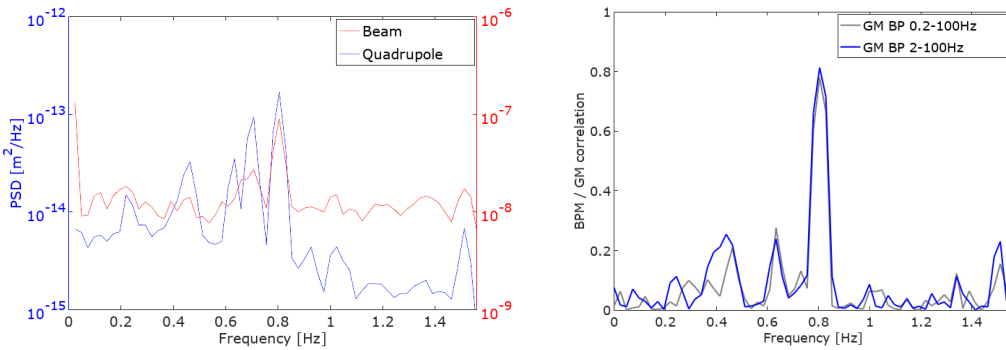 10^-12
10^-13
10^-14
10^-15
PSD [m^2/Hz]
Beam
Quadrupole
10^-6
10^-7
10^-8
10^-9
0 0.2 0.4 0.6 0.8 1 1.2 1.4
Frequency [Hz]
1
0.8
0.6
0.4
0.2
0
BPM / GM correlation
GM BP 0.2-100Hz
GM BP 2-100Hz
0 0.2 0.4 0.6 0.8 1 1.2 1.4
Frequency [Hz]